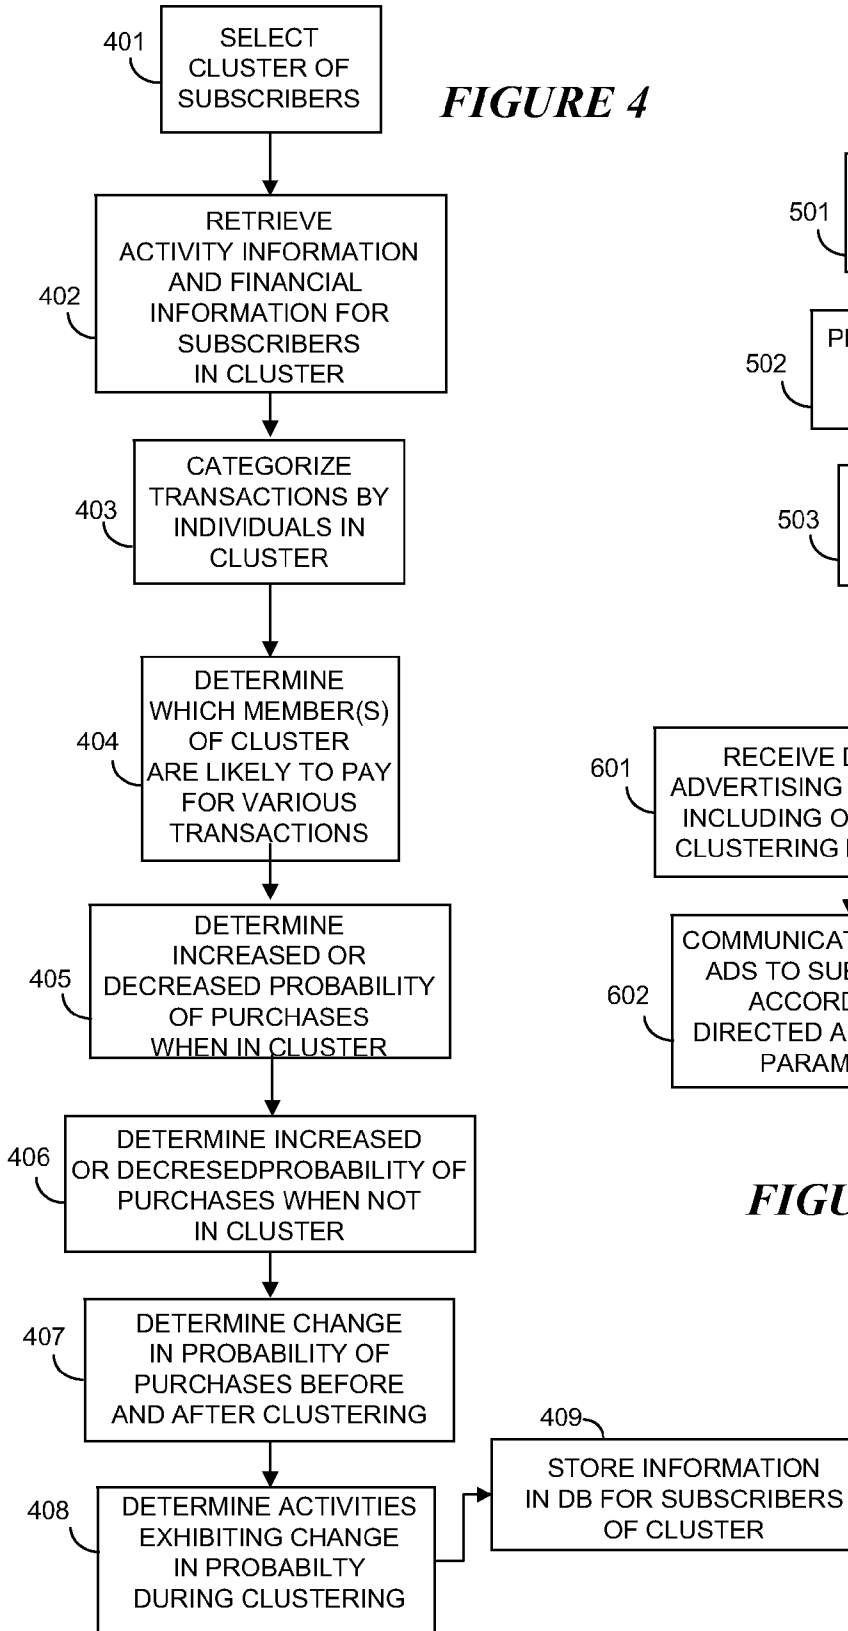 401
SELECT
CLUSTER OF
SUBSCRIBERS
FIGURE 4
402
RETRIEVE
ACTIVITY INFORMATION
AND FINANCIAL
INFORMATION FOR
SUBSCRIBERS
IN CLUSTER
403
CATEGORIZE
TRANSACTIONS BY
INDIVIDUALS IN
CLUSTER
404
DETERMINE
WHICH MEMBER(S)
OF CLUSTER
ARE LIKELY TO PAY
FOR VARIOUS
TRANSACTIONS
405
DETERMINE
INCREASED OR
DECREASED PROBABILITY
OF PURCHASES
WHEN IN CLUSTER
406
DETERMINE INCREASED
OR DECRESEDPROBABILITY OF
PURCHASES WHEN NOT
IN CLUSTER
407
DETERMINE CHANGE
IN PROBABILITY OF
PURCHASES BEFORE
AND AFTER CLUSTERING
408
DETERMINE ACTIVITIES
EXHIBITING CHANGE
IN PROBABILTY
DURING CLUSTERING
409
STORE INFORMATION
IN DB FOR SUBSCRIBERS
OF CLUSTER
501
502
503
601
RECEIVE
ADVERTISING
INCLUDING
CLUSTERING
602
ADS TO
DIRECTED